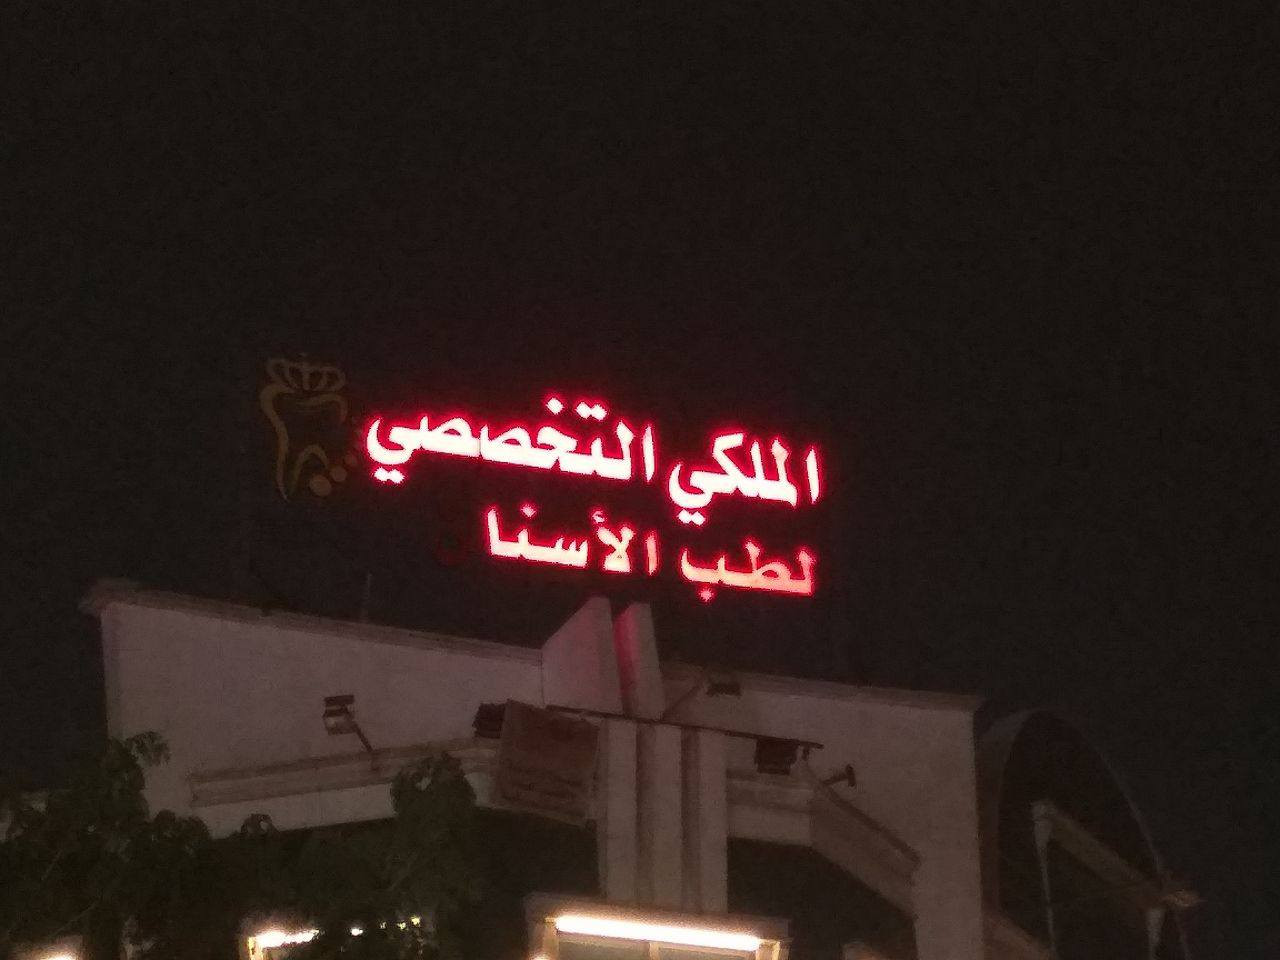 الملكي التخصصي
لطب الأسنا